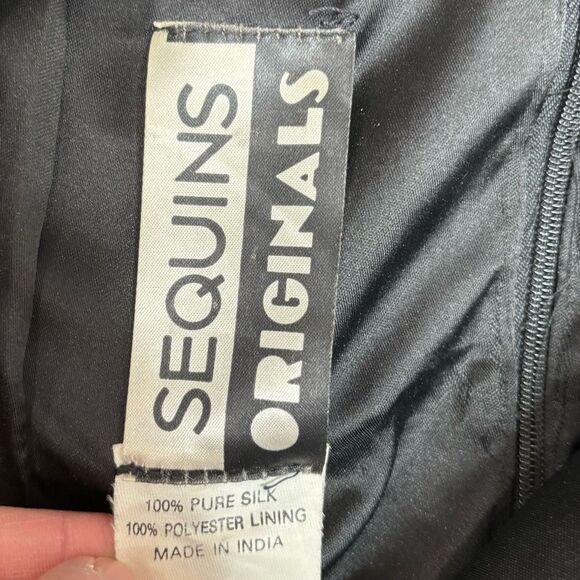 SEQUINS
ORIGINALS
100% PURE SILK
100% POLYESTER LINING
MADE IN INDIA